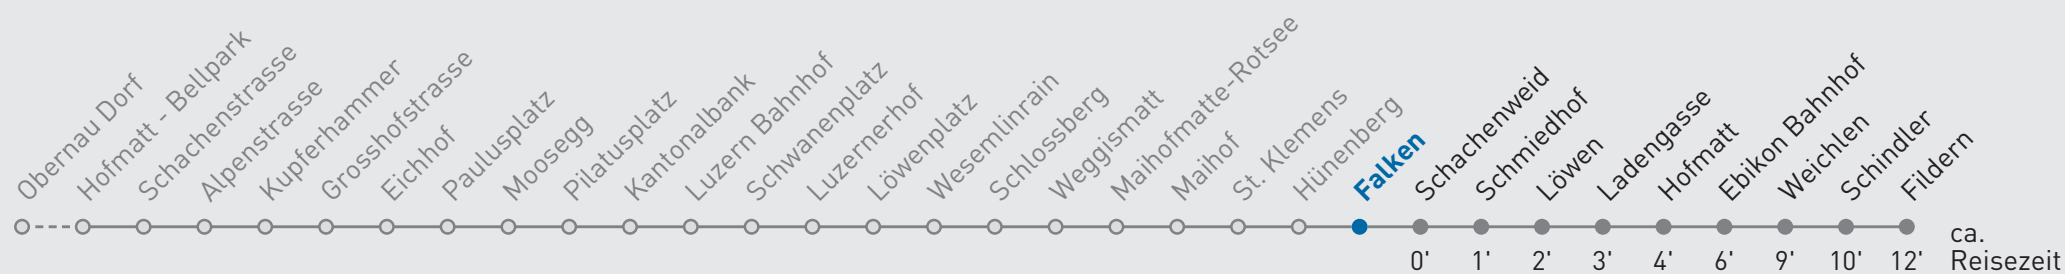 Obernau Dorf
Hofmatt - Bellpark
Schachenstrasse
Alpenstrasse
Kupferhammer
Grosshofstrasse
Eichhof
Paulusplatz
Moosegg
Pilatusplatz
Kantonalbank
Luzern Bahnhof
Schwanenplatz
Luzernerhof
Löwenplatz
Wesemlinrain
Schlossberg
Weggismatt
Maihofmatte-Rotsee
Maihof
St. Klemens
Hünenberg
Falken
Schachenweid
Schmiedhof
Löwen
Ladengasse
Hofmatt
Ebikon Bahnhof
Weichlen
Schindler
Fildern
0' 1' 2' 3' 4' 6' 9' 10' 12'
ca.
Reisezeit